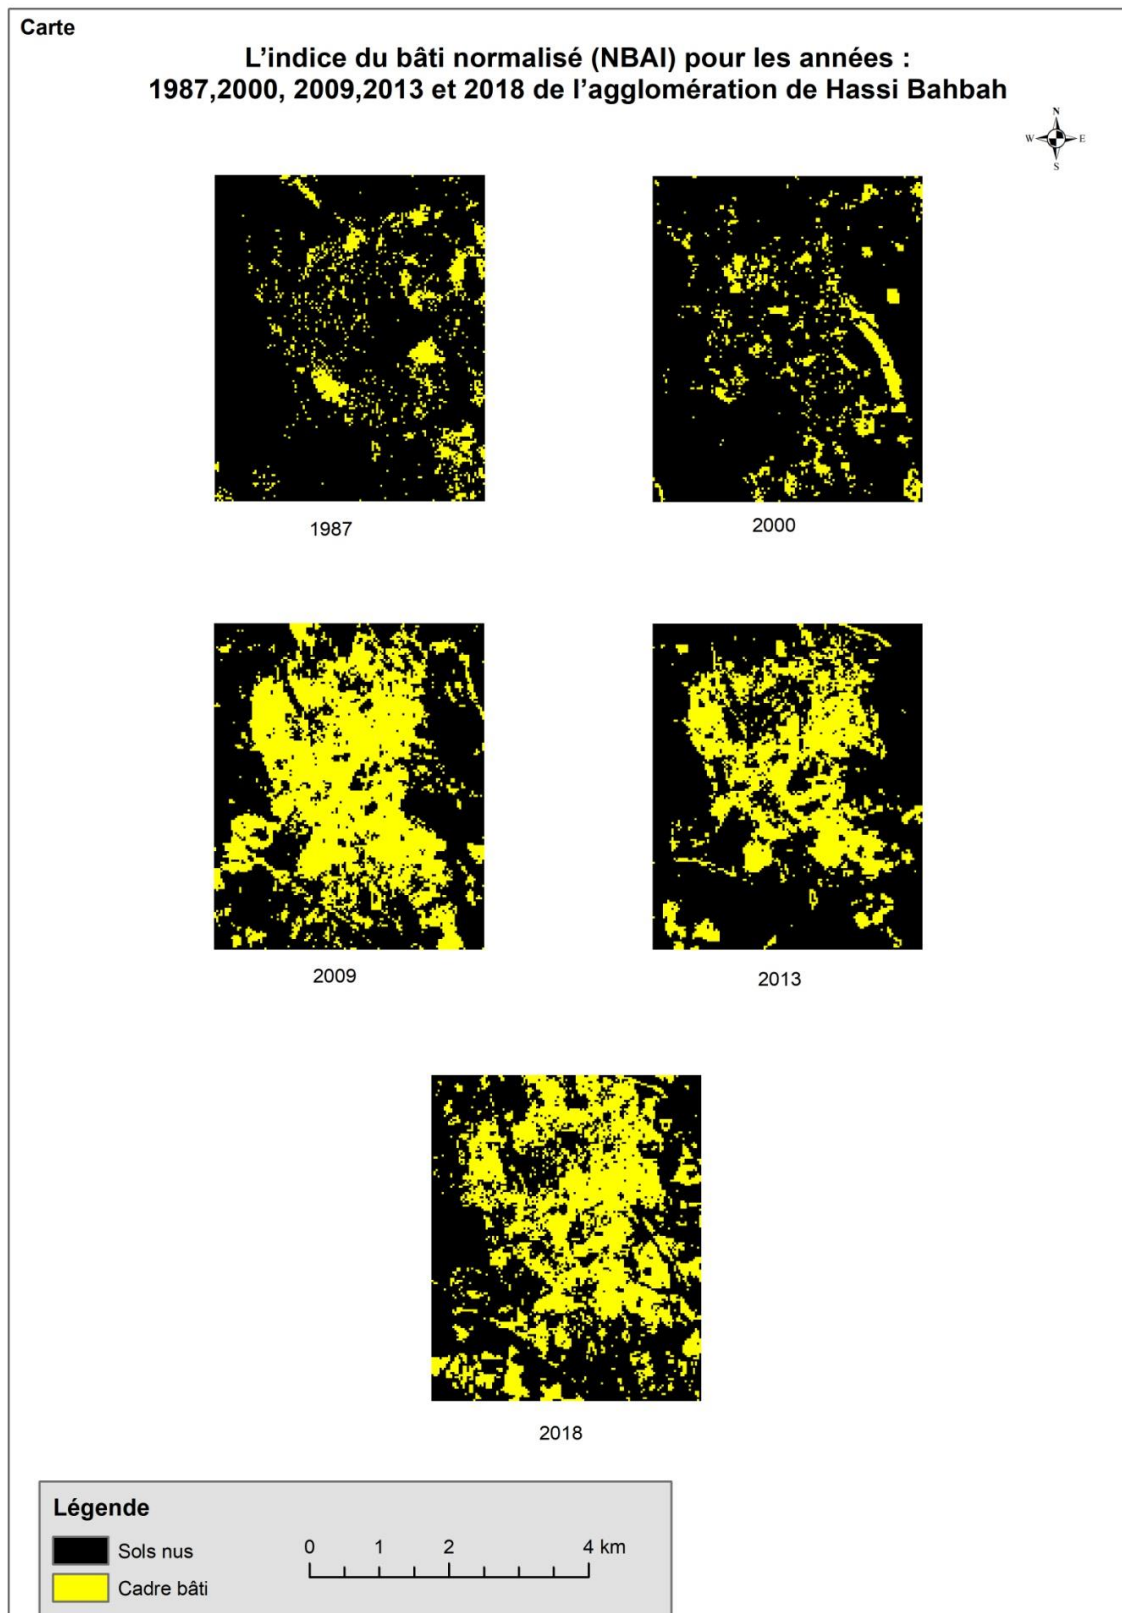 Carte
L'indice du bâti normalisé (NBAI) pour les années :
1987,2000, 2009,2013 et 2018 de l'agglomération de Hassi Bahbah
N
W E
S
1987
2000
2009
2013
2018
Légende
Sols nus
Cadre bâti
0 1 2 4 km